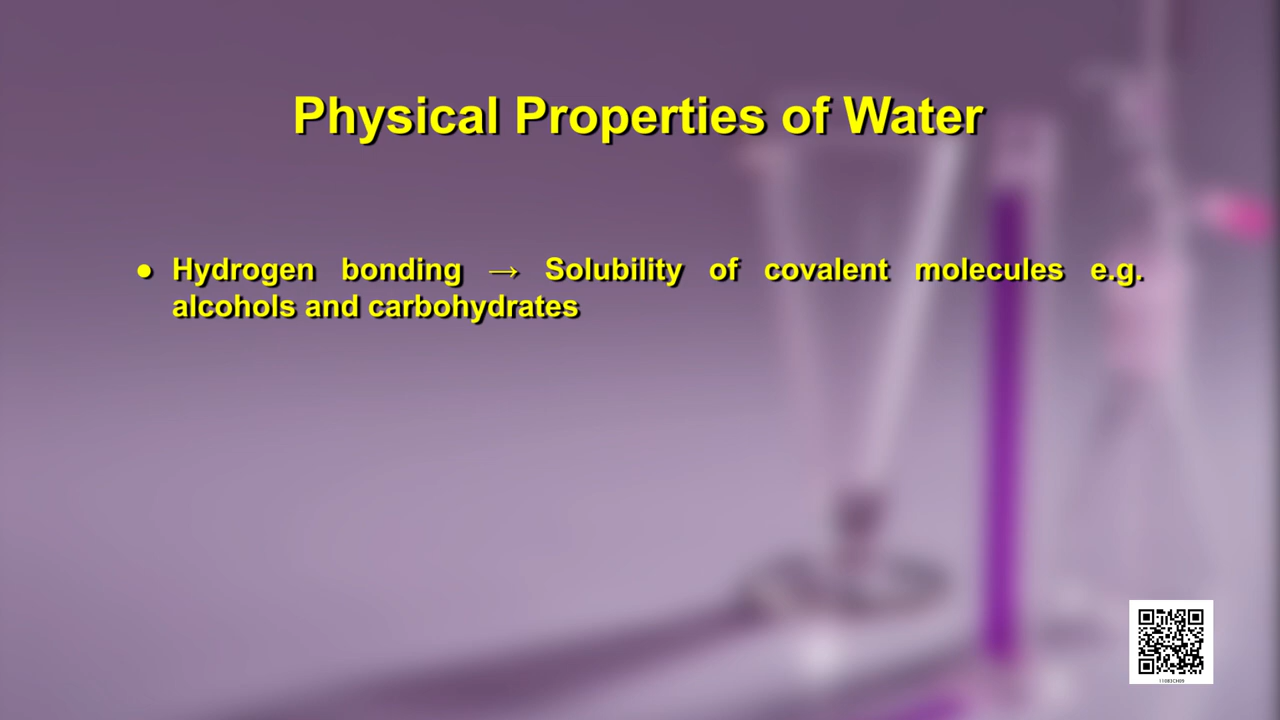 Physical Properties of Water
● Hydrogen bonding → Solubility of covalent molecules e.g.
alcohols and carbohydrates